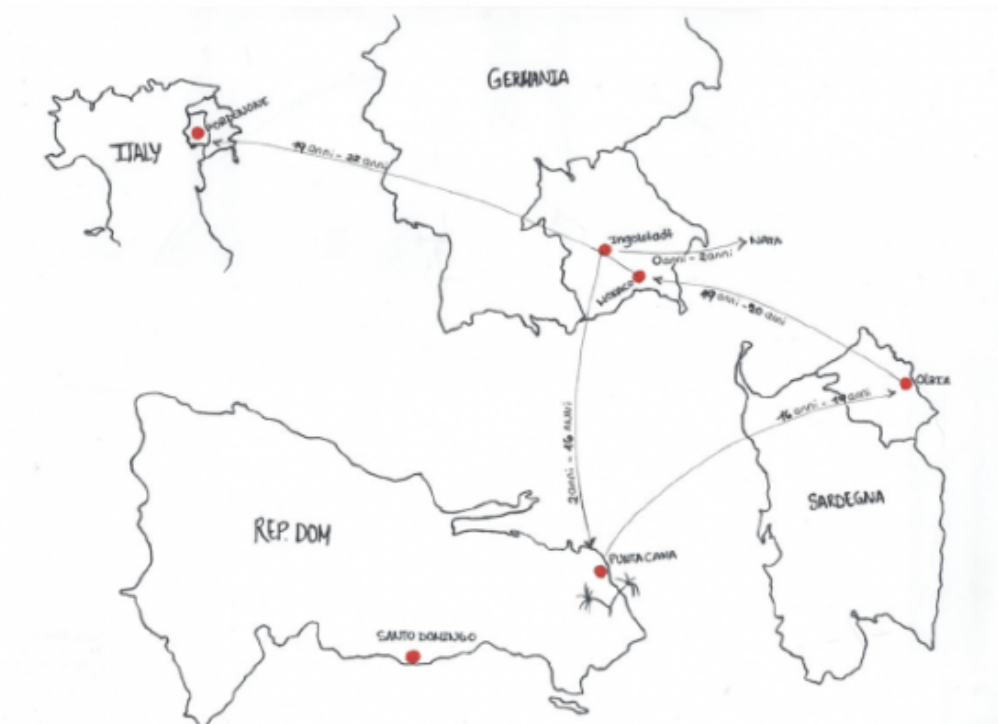 GERMANIA
PORDENONE
ITALY
19 anni - 22 anni
Ingolstadt
NATA
0 anni - 2 anni
MONACO
19 anni - 20 anni
OLBIA
16 anni - 19 anni
2 anni - 16 anni
SARDEGNA
REP. DOM
PUNTA CANA
SANTO DOMINGO